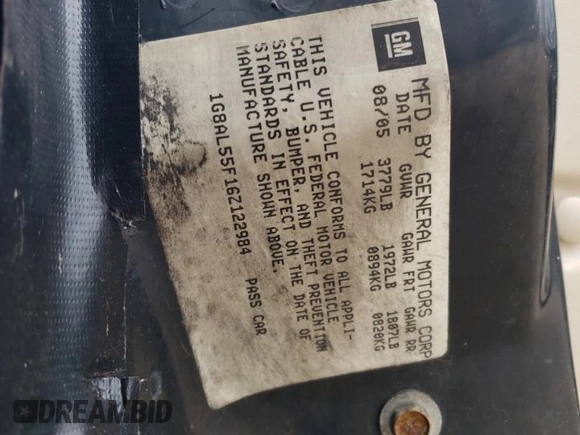 GM
MFD BY GENERAL MOTORS CORP
DATE GVWR GAWR FRT GAWR RR
08/05 3779LB 1972LB 1807LB
1714KG 0894KG 0820KG
THIS VEHICLE CONFORMS TO ALL APPLI-
CABLE U.S. FEDERAL MOTOR VEHICLE
SAFETY, BUMPER, AND THEFT PREVENTION
STANDARDS IN EFFECT ON THE DATE OF
MANUFACTURE SHOWN ABOVE.
1G8AL55F16Z122984 PASS CAR
DREAMBID